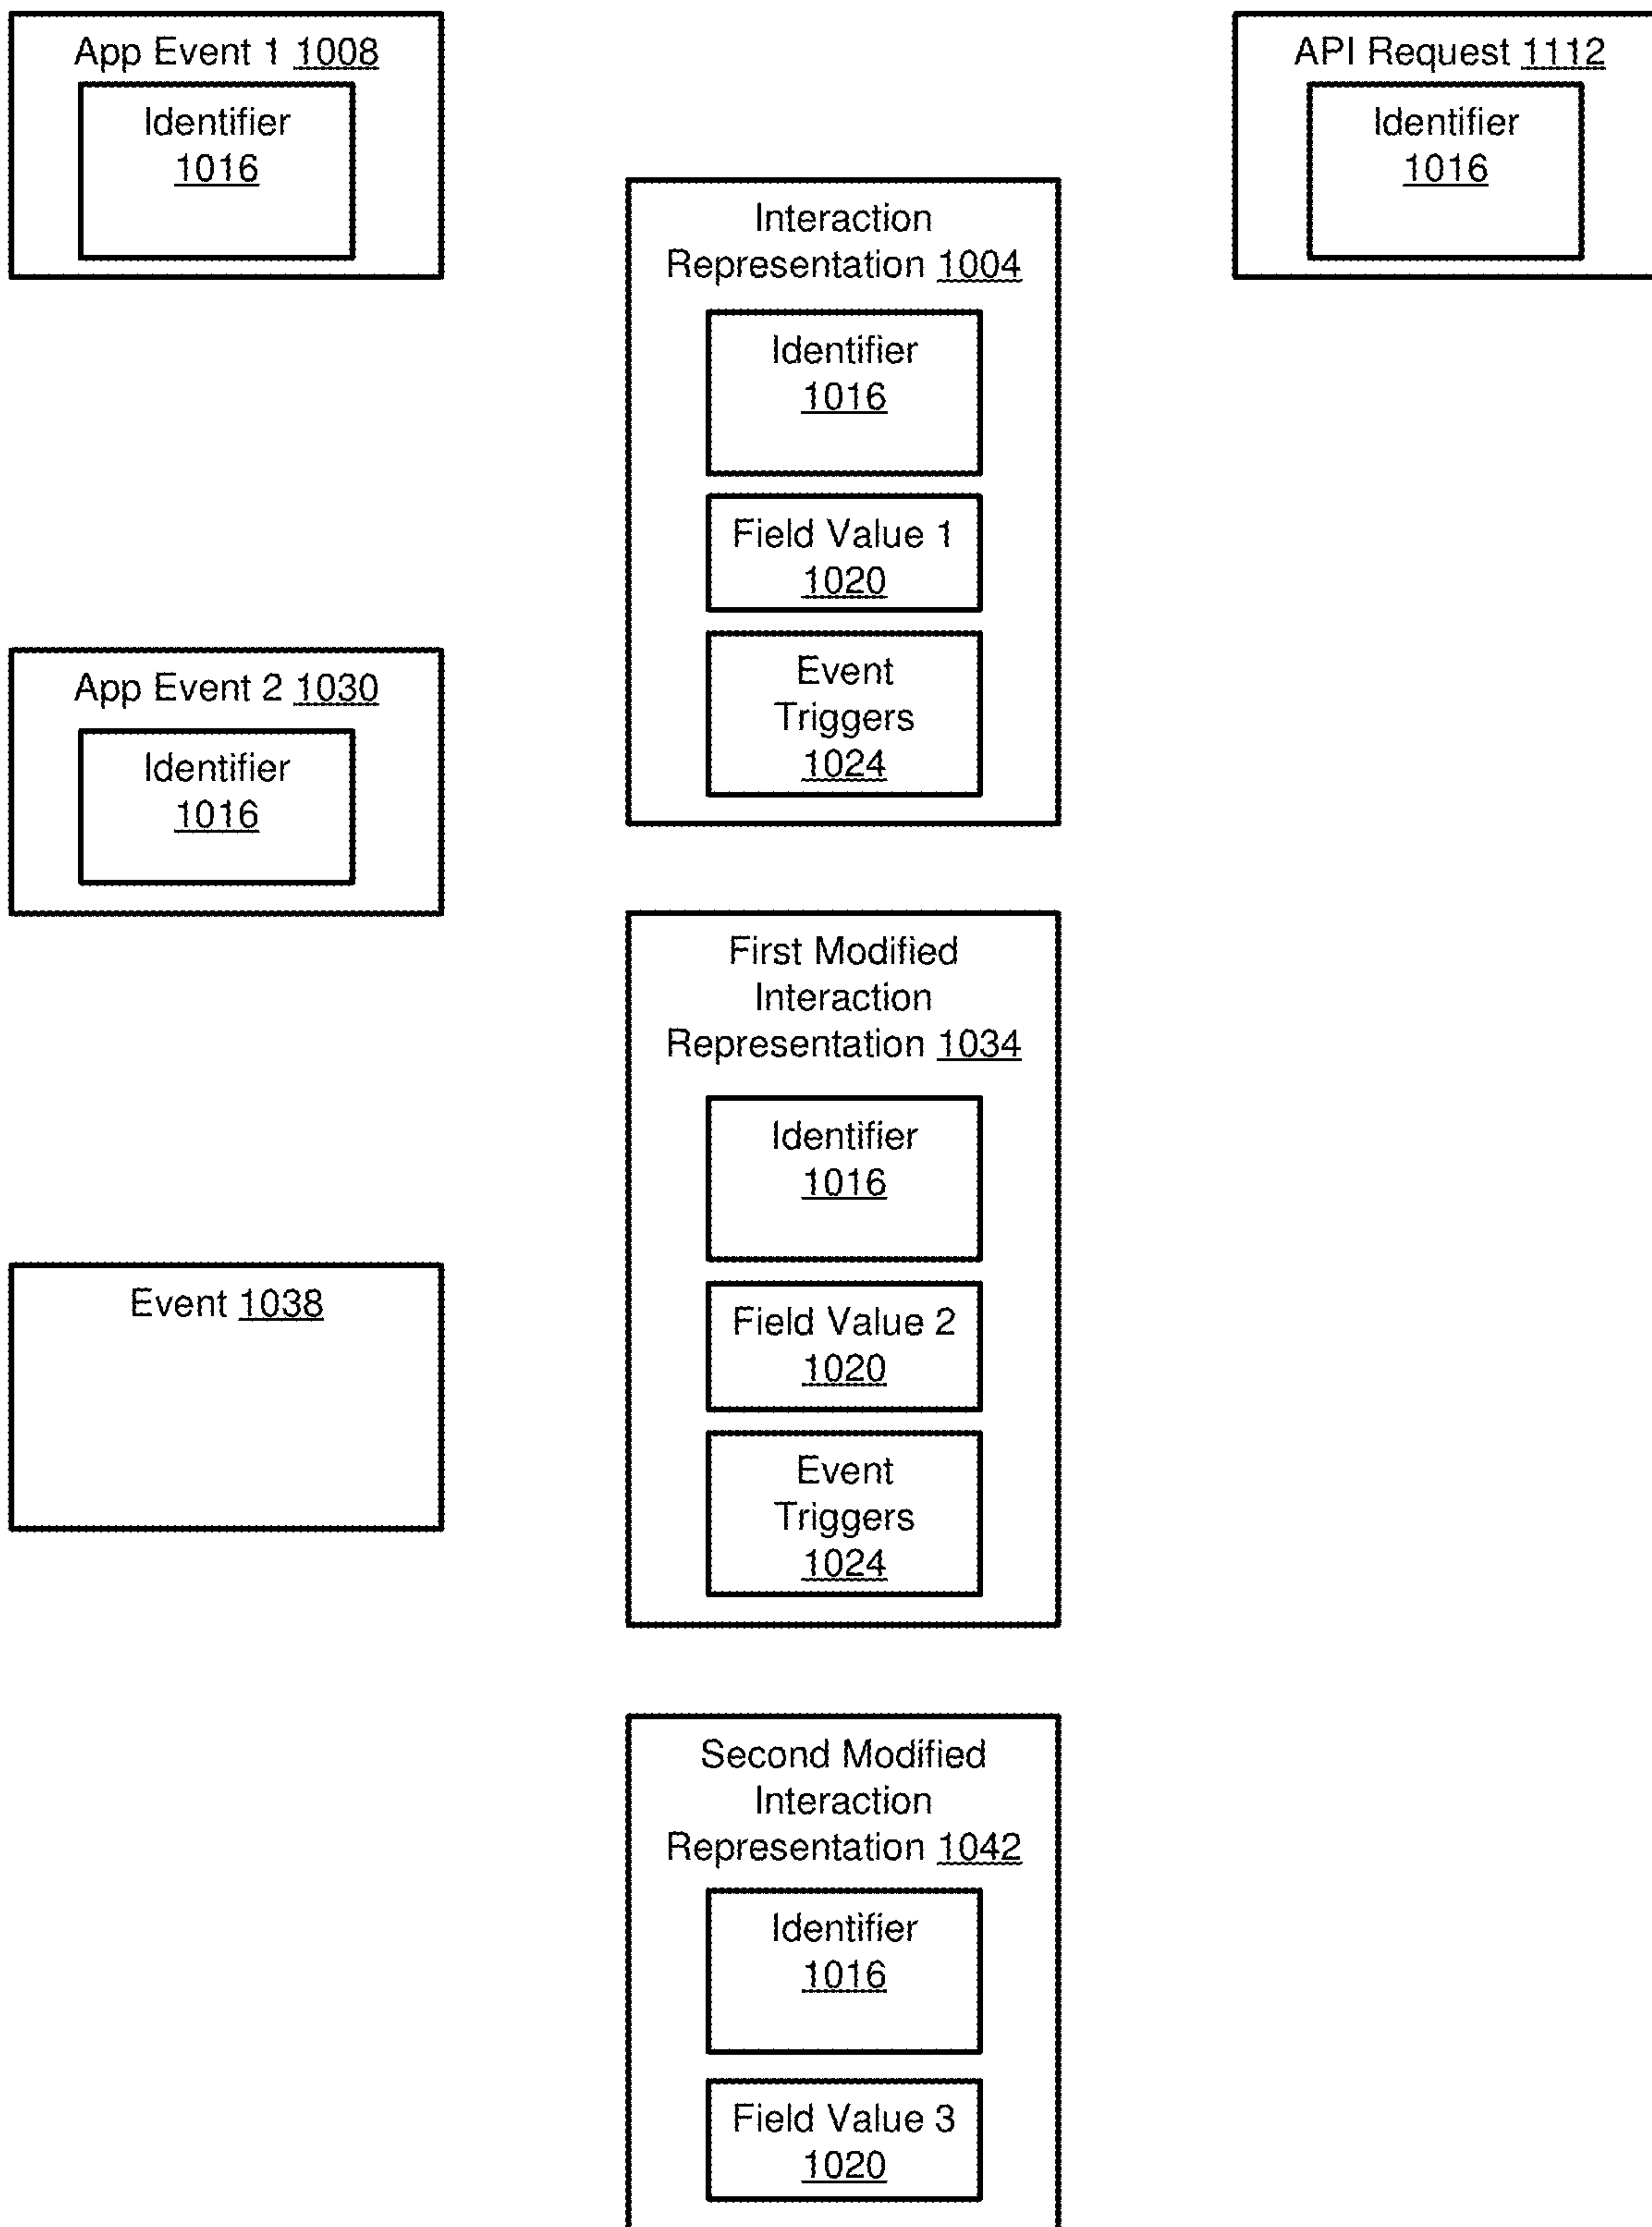 App Event 1 1008
Identifier
1016
API Request 1112
Identifier
1016
Interaction
Representation 1004
Identifier
1016
Field Value 1
1020
Event
Triggers
1024
App Event 2 1030
Identifier
1016
First Modified
Interaction
Representation 1034
Identifier
1016
Field Value 2
1020
Event
Triggers
1024
Event 1038
Second Modified
Interaction
Representation 1042
Identifier
1016
Field Value 3
1020